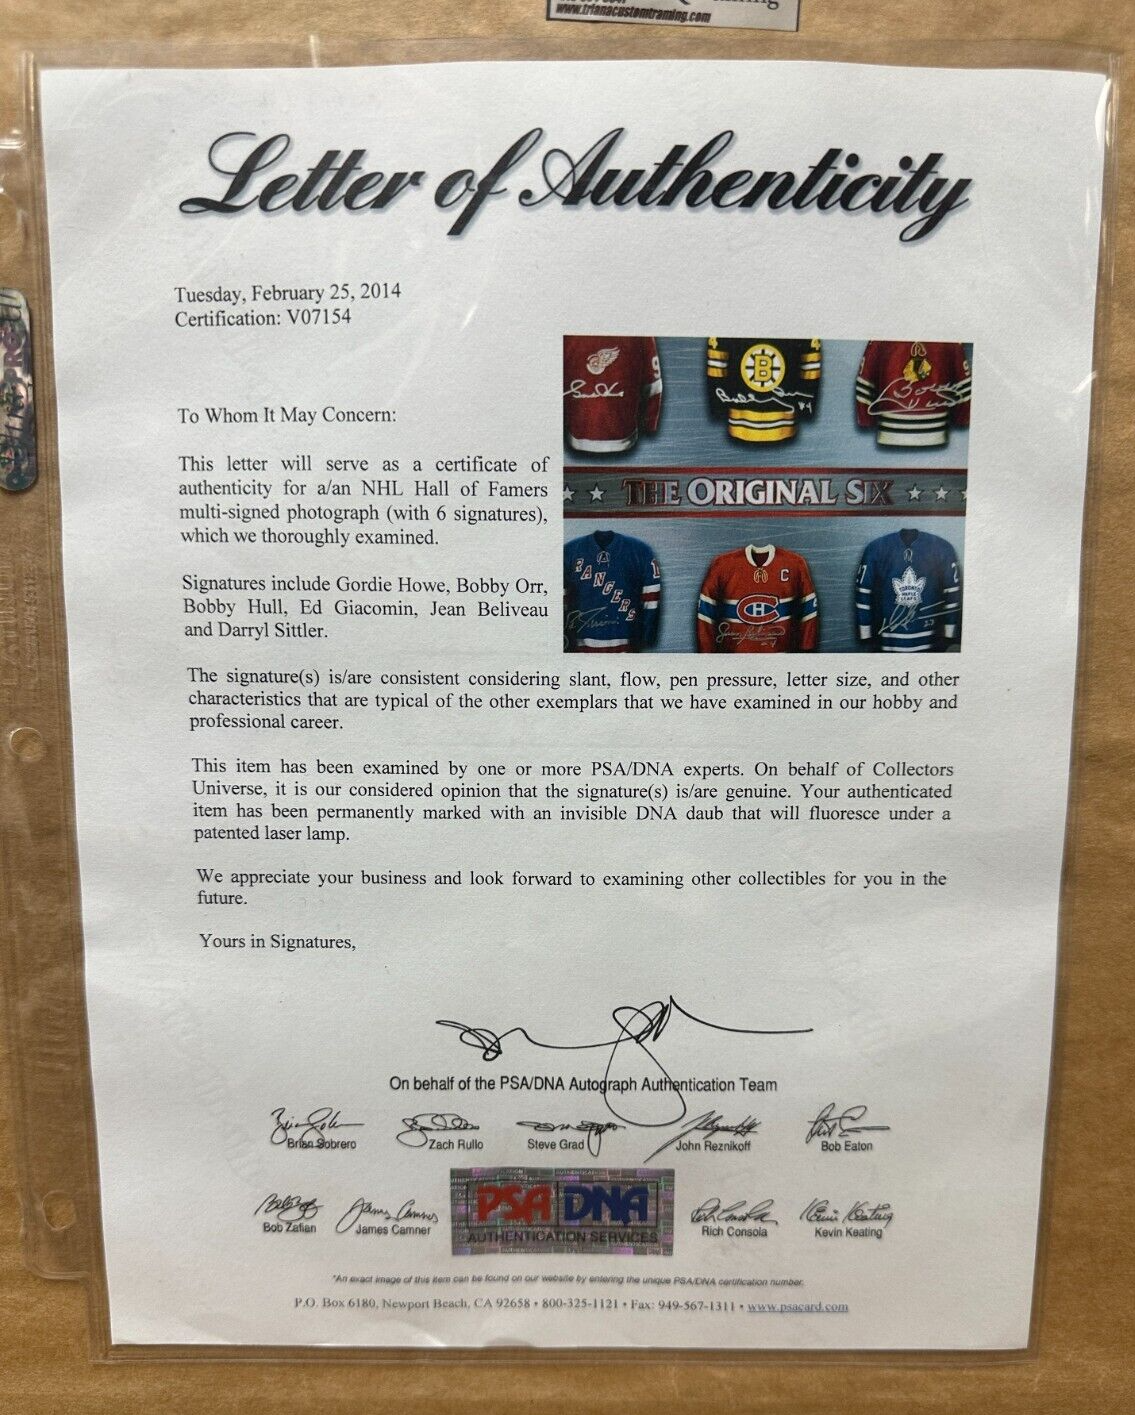 www.trianacustomframing.com
Letter of Authenticity
Tuesday, February 25, 2014
Certification: V07154
To Whom It May Concern:
This letter will serve as a certificate of
authenticity for a/an NHL Hall of Famers
multi-signed photograph (with 6 signatures),
which we thoroughly examined.
Signatures include Gordie Howe, Bobby Orr,
Bobby Hull, Ed Giacomin, Jean Beliveau
and Darryl Sittler.
B
4
THE ORIGINAL SIX
RANGERS
C
CH
27
TORONTO
MAPLE
LEAFS
The signature(s) is/are consistent considering slant, flow, pen pressure, letter size, and other
characteristics that are typical of the other exemplars that we have examined in our hobby and
professional career.
This item has been examined by one or more PSA/DNA experts. On behalf of Collectors
Universe, it is our considered opinion that the signature(s) is/are genuine. Your authenticated
item has been permanently marked with an invisible DNA daub that will fluoresce under a
patented laser lamp.
We appreciate your business and look forward to examining other collectibles for you in the
future.
Yours in Signatures,
On behalf of the PSA/DNA Autograph Authentication Team
Brian Sobrero Zach Rullo Steve Grad John Reznikoff Bob Eaton
Bob Zafian James Camner PSA DNA Rich Consola Kevin Keating
AUTHENTICATION SERVICES
*An exact image of this item can be found on our website by entering the unique PSA/DNA certification number.
P.O. Box 6180, Newport Beach, CA 92658 • 800-325-1121 • Fax: 949-567-1311 • www.psacard.com